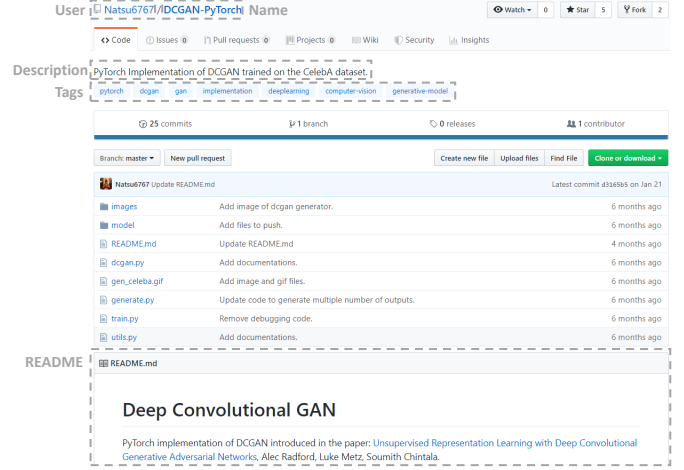 User Natsu6767//DCGAN-PyTorch Name Watch 0 Star 5 Fork 2
Code Issues 0 Pull requests 0 Projects 0 Wiki Security Insights
Description PyTorch Implementation of DCGAN trained on the CelebA dataset.
Tags pytorch dcgan gan implementation deeplearning computer-vision generative-model
25 commits 1 branch 0 releases 1 contributor
Branch: master New pull request Create new file Upload files Find File Clone or download
Natsu6767 Update README.md Latest commit d3165b5 on Jan 21
images Add image of dcgan generator. 6 months ago
model Add files to push. 6 months ago
README.md Update README.md 4 months ago
dcgan.py Add documentations. 6 months ago
gen_celeba.gif Add image and gif files. 6 months ago
generate.py Update code to generate multiple number of outputs. 6 months ago
train.py Remove debugging code. 6 months ago
utils.py Add documentations. 6 months ago
README README.md
Deep Convolutional GAN
PyTorch implementation of DCGAN introduced in the paper: Unsupervised Representation Learning with Deep Convolutional
Generative Adversarial Networks, Alec Radford, Luke Metz, Soumith Chintala.